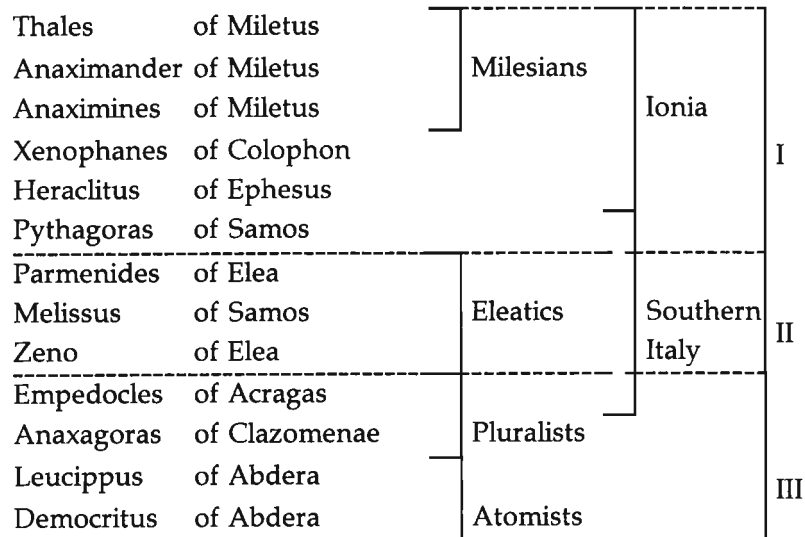 Thales of Miletus
Anaximander of Miletus Milesians
Anaximines of Miletus Ionia
Xenophanes of Colophon I
Heraclitus of Ephesus
Pythagoras of Samos
Parmenides of Elea
Melissus of Samos Eleatics Southern II
Zeno of Elea Italy
Empedocles of Acragas
Anaxagoras of Clazomenae Pluralists
Leucippus of Abdera III
Democritus of Abdera Atomists